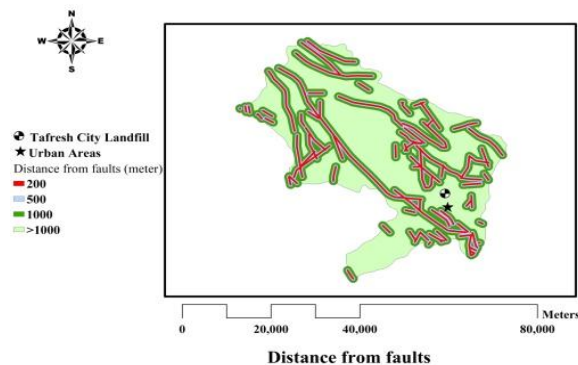 N
W E
S
Tafresh City Landfill
Urban Areas
Distance from faults (meter)
200
500
1000
>1000
Meters
0 20,000 40,000 80,000
Distance from faults